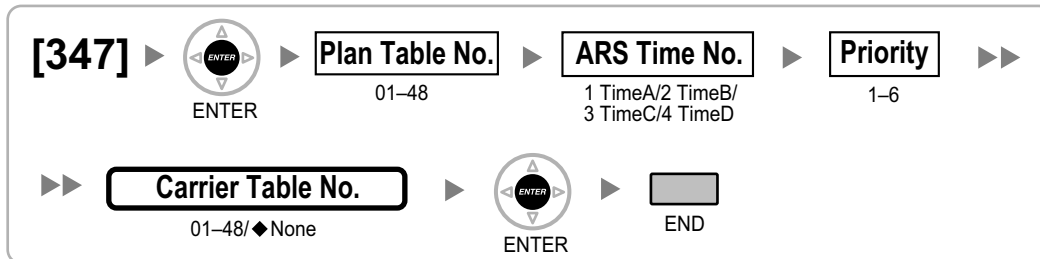 [347] ENTER Plan Table No. ARS Time No. Priority
ENTER 01–48 1 TimeA/2 TimeB/ 1–6
3 TimeC/4 TimeD
Carrier Table No. ENTER
01–48/◆None ENTER END